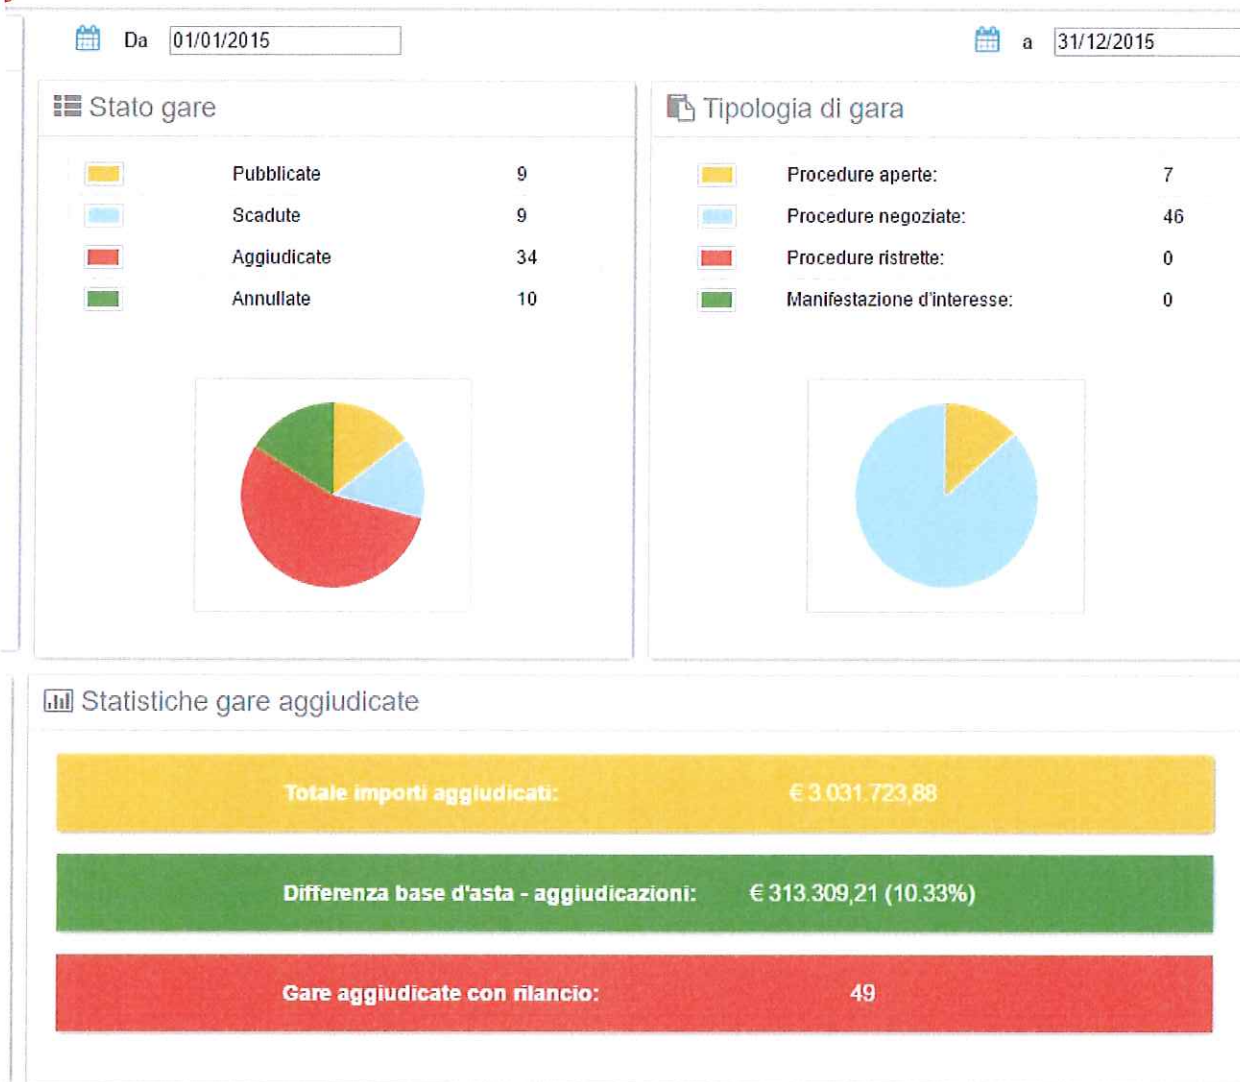 Da 01/01/2015 a 31/12/2015
Stato gare
Pubblicate 9
Scadute 9
Aggiudicate 34
Annullate 10
Tipologia di gara
Procedure aperte: 7
Procedure negoziate: 46
Procedure ristrette: 0
Manifestazione d'interesse: 0
Statistiche gare aggiudicate
Totale importi aggiudicati: € 3.031.723,88
Differenza base d'asta - aggiudicazioni: € 313.309,21 (10.33%)
Gare aggiudicate con rilancio: 49